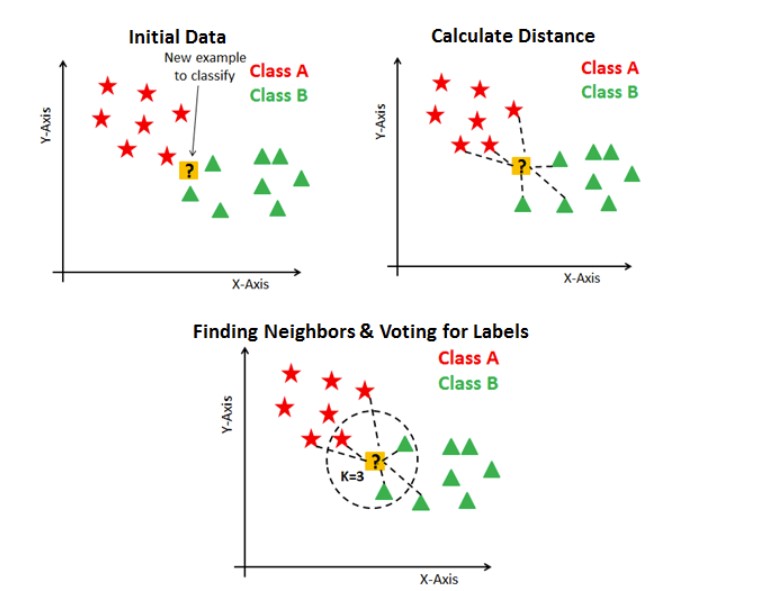 Initial Data
New example
to classify
Class A
Class B
Y-Axis
?
X-Axis
Calculate Distance
Class A
Class B
Y-Axis
?
X-Axis
Finding Neighbors & Voting for Labels
Class A
Class B
Y-Axis
?
K=3
X-Axis